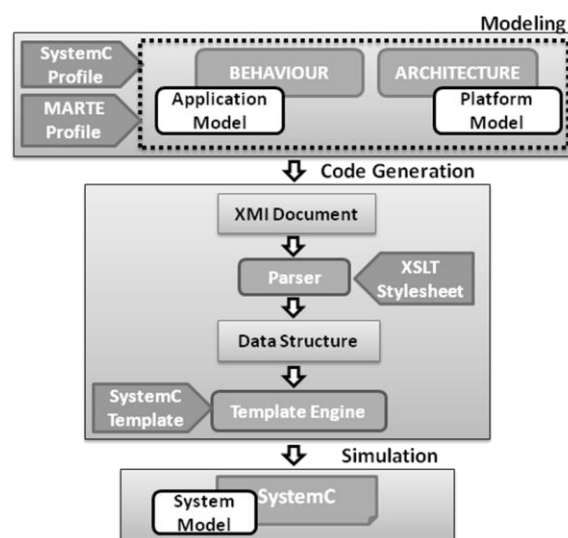 Modeling
SystemC
Profile
BEHAVIOUR
ARCHITECTURE
MARTE
Profile
Application
Model
Platform
Model
Code Generation
XMI Document
Parser
XSLT
Stylesheet
Data Structure
SystemC
Template
Template Engine
Simulation
SystemC
System
Model